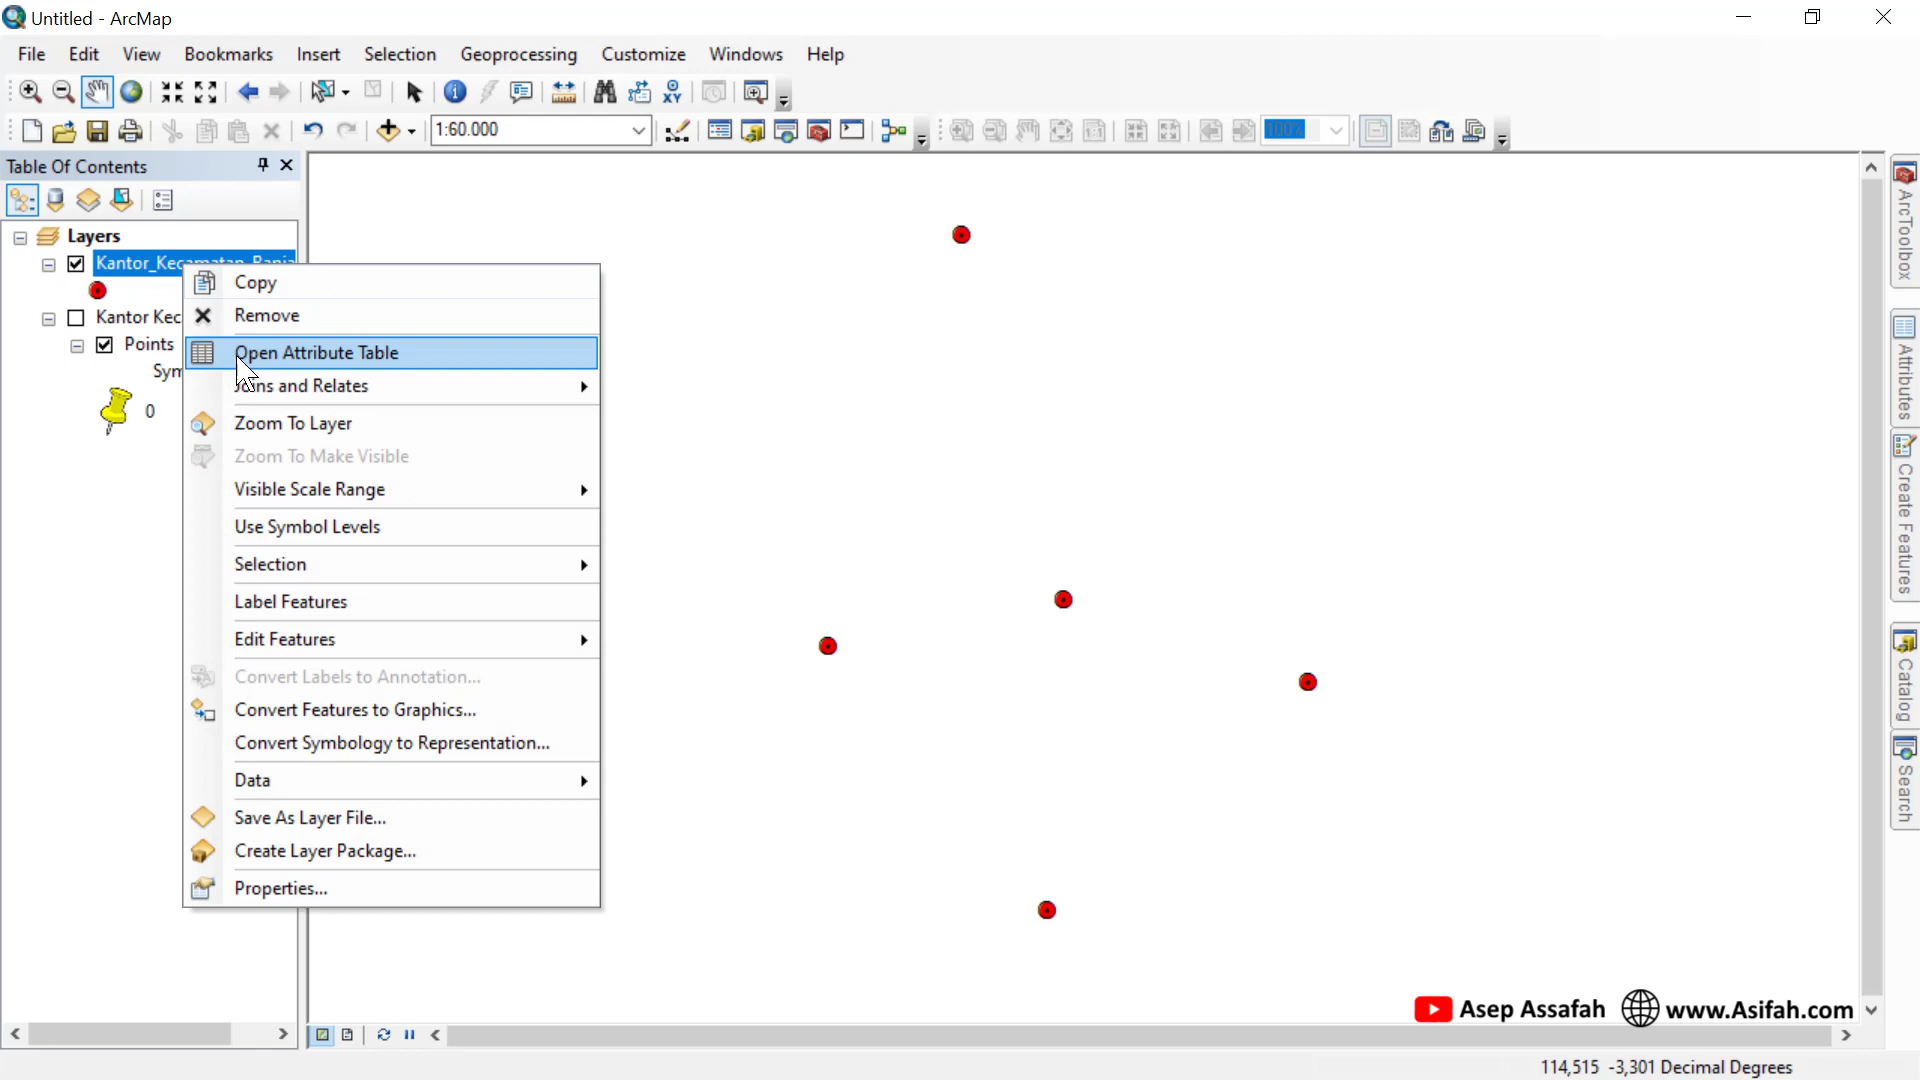 Untitled - ArcMap
File Edit View Bookmarks Insert Selection Geoprocessing Customize Windows Help
1:60.000
100%
Table Of Contents
Layers
Kantor_Kecamatan_Banja
Kantor Kec
Points
Sym
0
Copy
Remove
Open Attribute Table
Joins and Relates
Zoom To Layer
Zoom To Make Visible
Visible Scale Range
Use Symbol Levels
Selection
Label Features
Edit Features
Convert Labels to Annotation...
Convert Features to Graphics...
Convert Symbology to Representation...
Data
Save As Layer File...
Create Layer Package...
Properties...
ArcToolbox
Attributes
Create Features
Catalog
Search
Asep Assafah www.Asifah.com
114,515 -3,301 Decimal Degrees